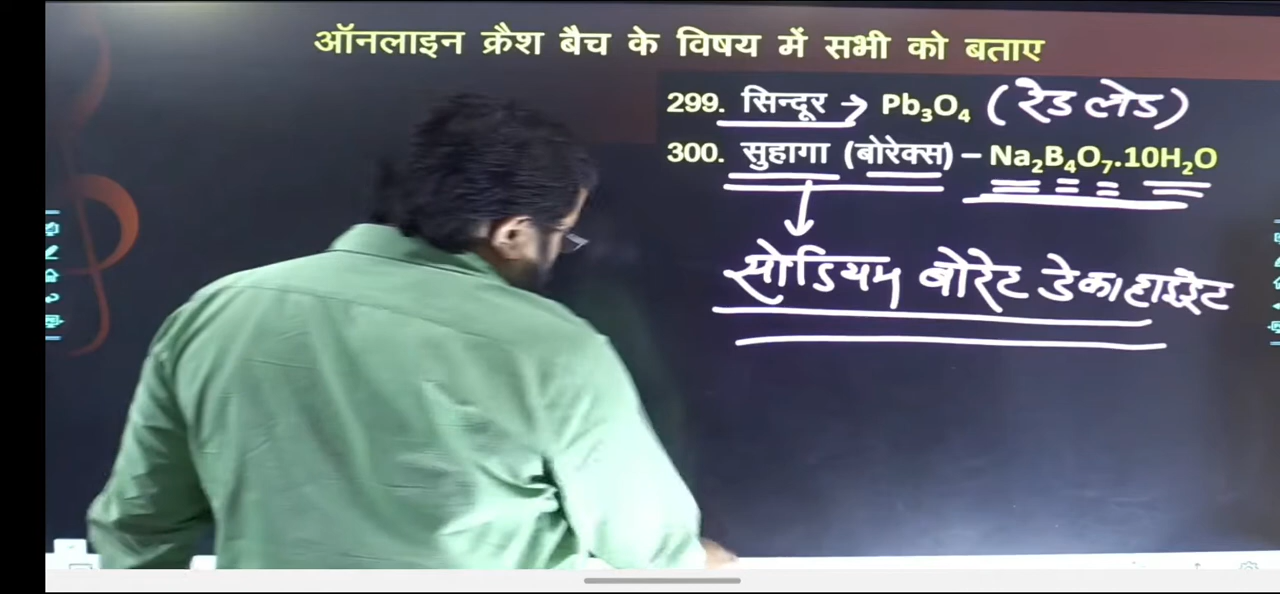 ऑनलाइन क्रैश बैच के विषय में सभी को बताए
299. सिन्दूर → Pb₃O₄ (रेड लेड)
300. सुहागा (बोरेक्स) – Na₂B₄O₇.10H₂O
सोडियम बोरेट डेकाहाइड्रेट